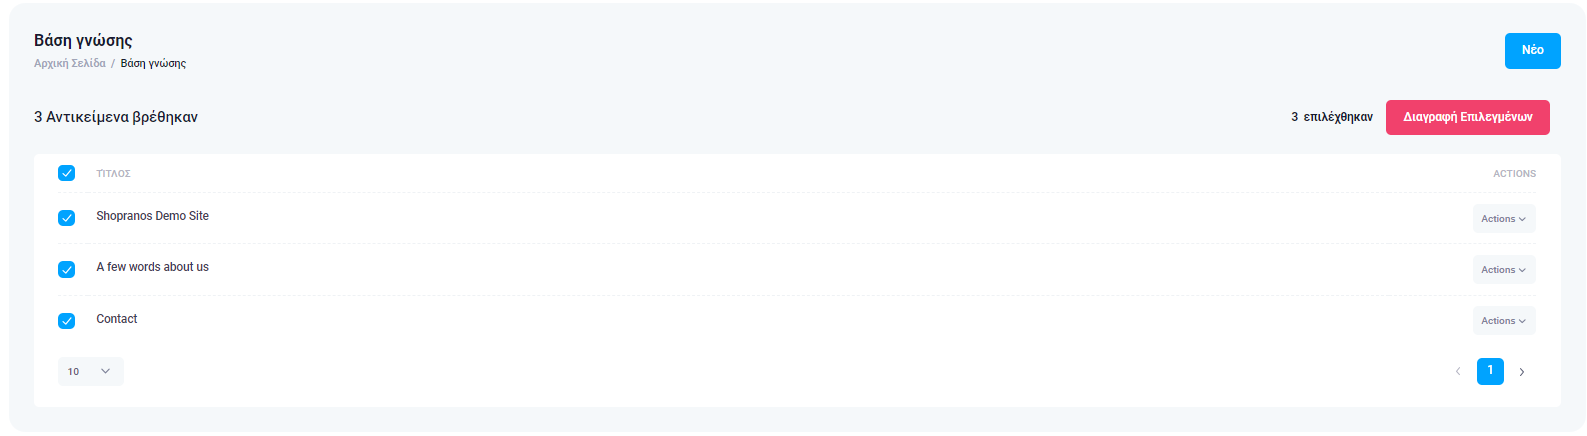 Βάση γνώσης
Αρχική Σελίδα / Βάση γνώσης
Νέο
3 Αντικείμενα βρέθηκαν
3 επιλέχθηκαν
Διαγραφή Επιλεγμένων
ΤΊΤΛΟΣ
ACTIONS
Shopranos Demo Site
Actions
A few words about us
Actions
Contact
Actions
10
1